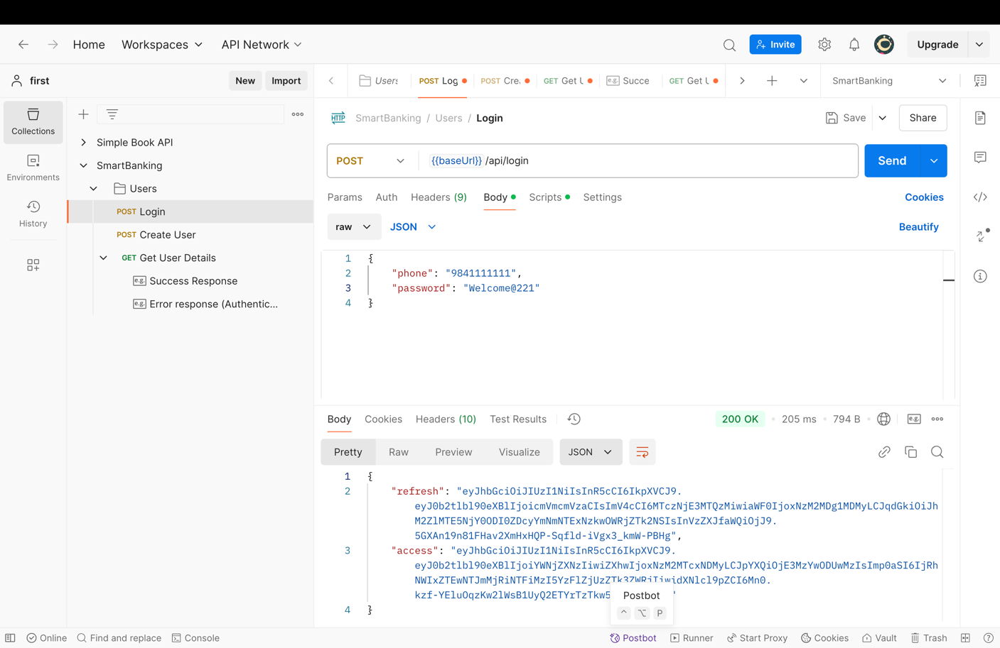 Home
Workspaces
API Network
Invite
Upgrade
first
New
Import
Users
POST Log
POST Crea
GET Get U
e.g. Succe
GET Get U
SmartBanking
Collections
Environments
History
Simple Book API
SmartBanking
Users
POST Login
POST Create User
GET Get User Details
e.g. Success Response
e.g. Error response (Authentic...
HTTP
SmartBanking / Users / Login
Save
Share
POST
{{baseUrl}} /api/login
Send
Params
Auth
Headers (9)
Body
Scripts
Settings
Cookies
raw
JSON
Beautify
1 {
2 "phone": "9841111111",
3 "password": "Welcome@221"
4 }
Body
Cookies
Headers (10)
Test Results
200 OK
205 ms
794 B
e.g.
Pretty
Raw
Preview
Visualize
JSON
1 {
2 "refresh": "eyJhbGciOiJIUzI1NiIsInR5cCI6IkpXVCJ9.
eyJ0b2tlbl90eXBlIjoicmVmcmVzaCIsImV4cCI6MTczNjE3MTQzMiwiaWF0IjoxNzM2MDg1MDMyLCJqdGkiOiJh
M2ZlMTE5NjY0ODI0ZDcyYmNmNTExNzkwOWRjZTk2NSIsInVzZXJfaWQiOjJ9.
5GXAn19n81FHav2XmHxHQP-Sqfld-iVgx3_kmW-PBHg",
3 "access": "eyJhbGciOiJIUzI1NiIsInR5cCI6IkpXVCJ9.
eyJ0b2tlbl90eXBlIjoiYWNjZXNzIiwiZXhwIjoxNzM2MTcxNDMyLCJpYXQiOjE3MzYwODUwMzIsImp0aSI6IjRh
NWIxZTEwNTJmMjRiNTFiMzI5YzFlZjUzZTk3ZWRjIiwidXNlcl9pZCI6Mn0.
kzf-YEluOqzKw2lWsB1UyQ2ETYrTzTkw5
4 }
Postbot
^ ⌥ P
Online
Find and replace
Console
Postbot
Runner
Start Proxy
Cookies
Vault
Trash